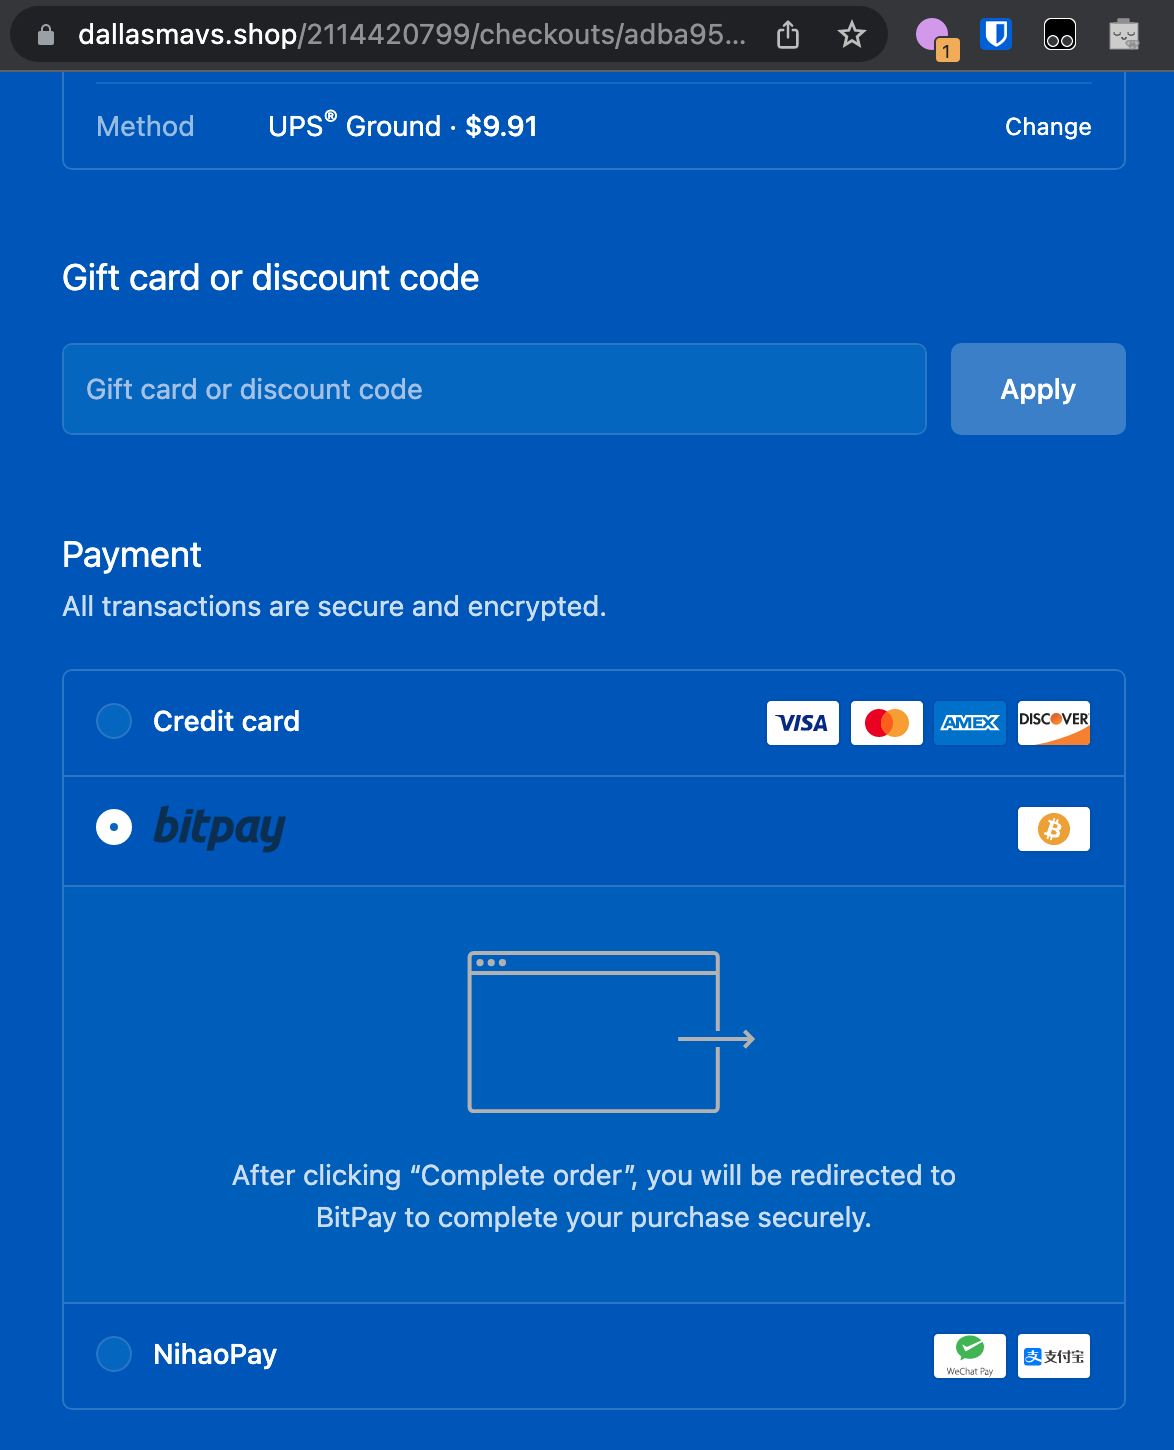 dallasmavs.shop/2114420799/checkouts/adba95...
1
Method UPS® Ground · $9.91 Change
Gift card or discount code
Gift card or discount code Apply
Payment
All transactions are secure and encrypted.
Credit card VISA AMEX DISCOVER
bitpay
After clicking “Complete order”, you will be redirected to
BitPay to complete your purchase securely.
NihaoPay WeChat Pay 支 支付宝